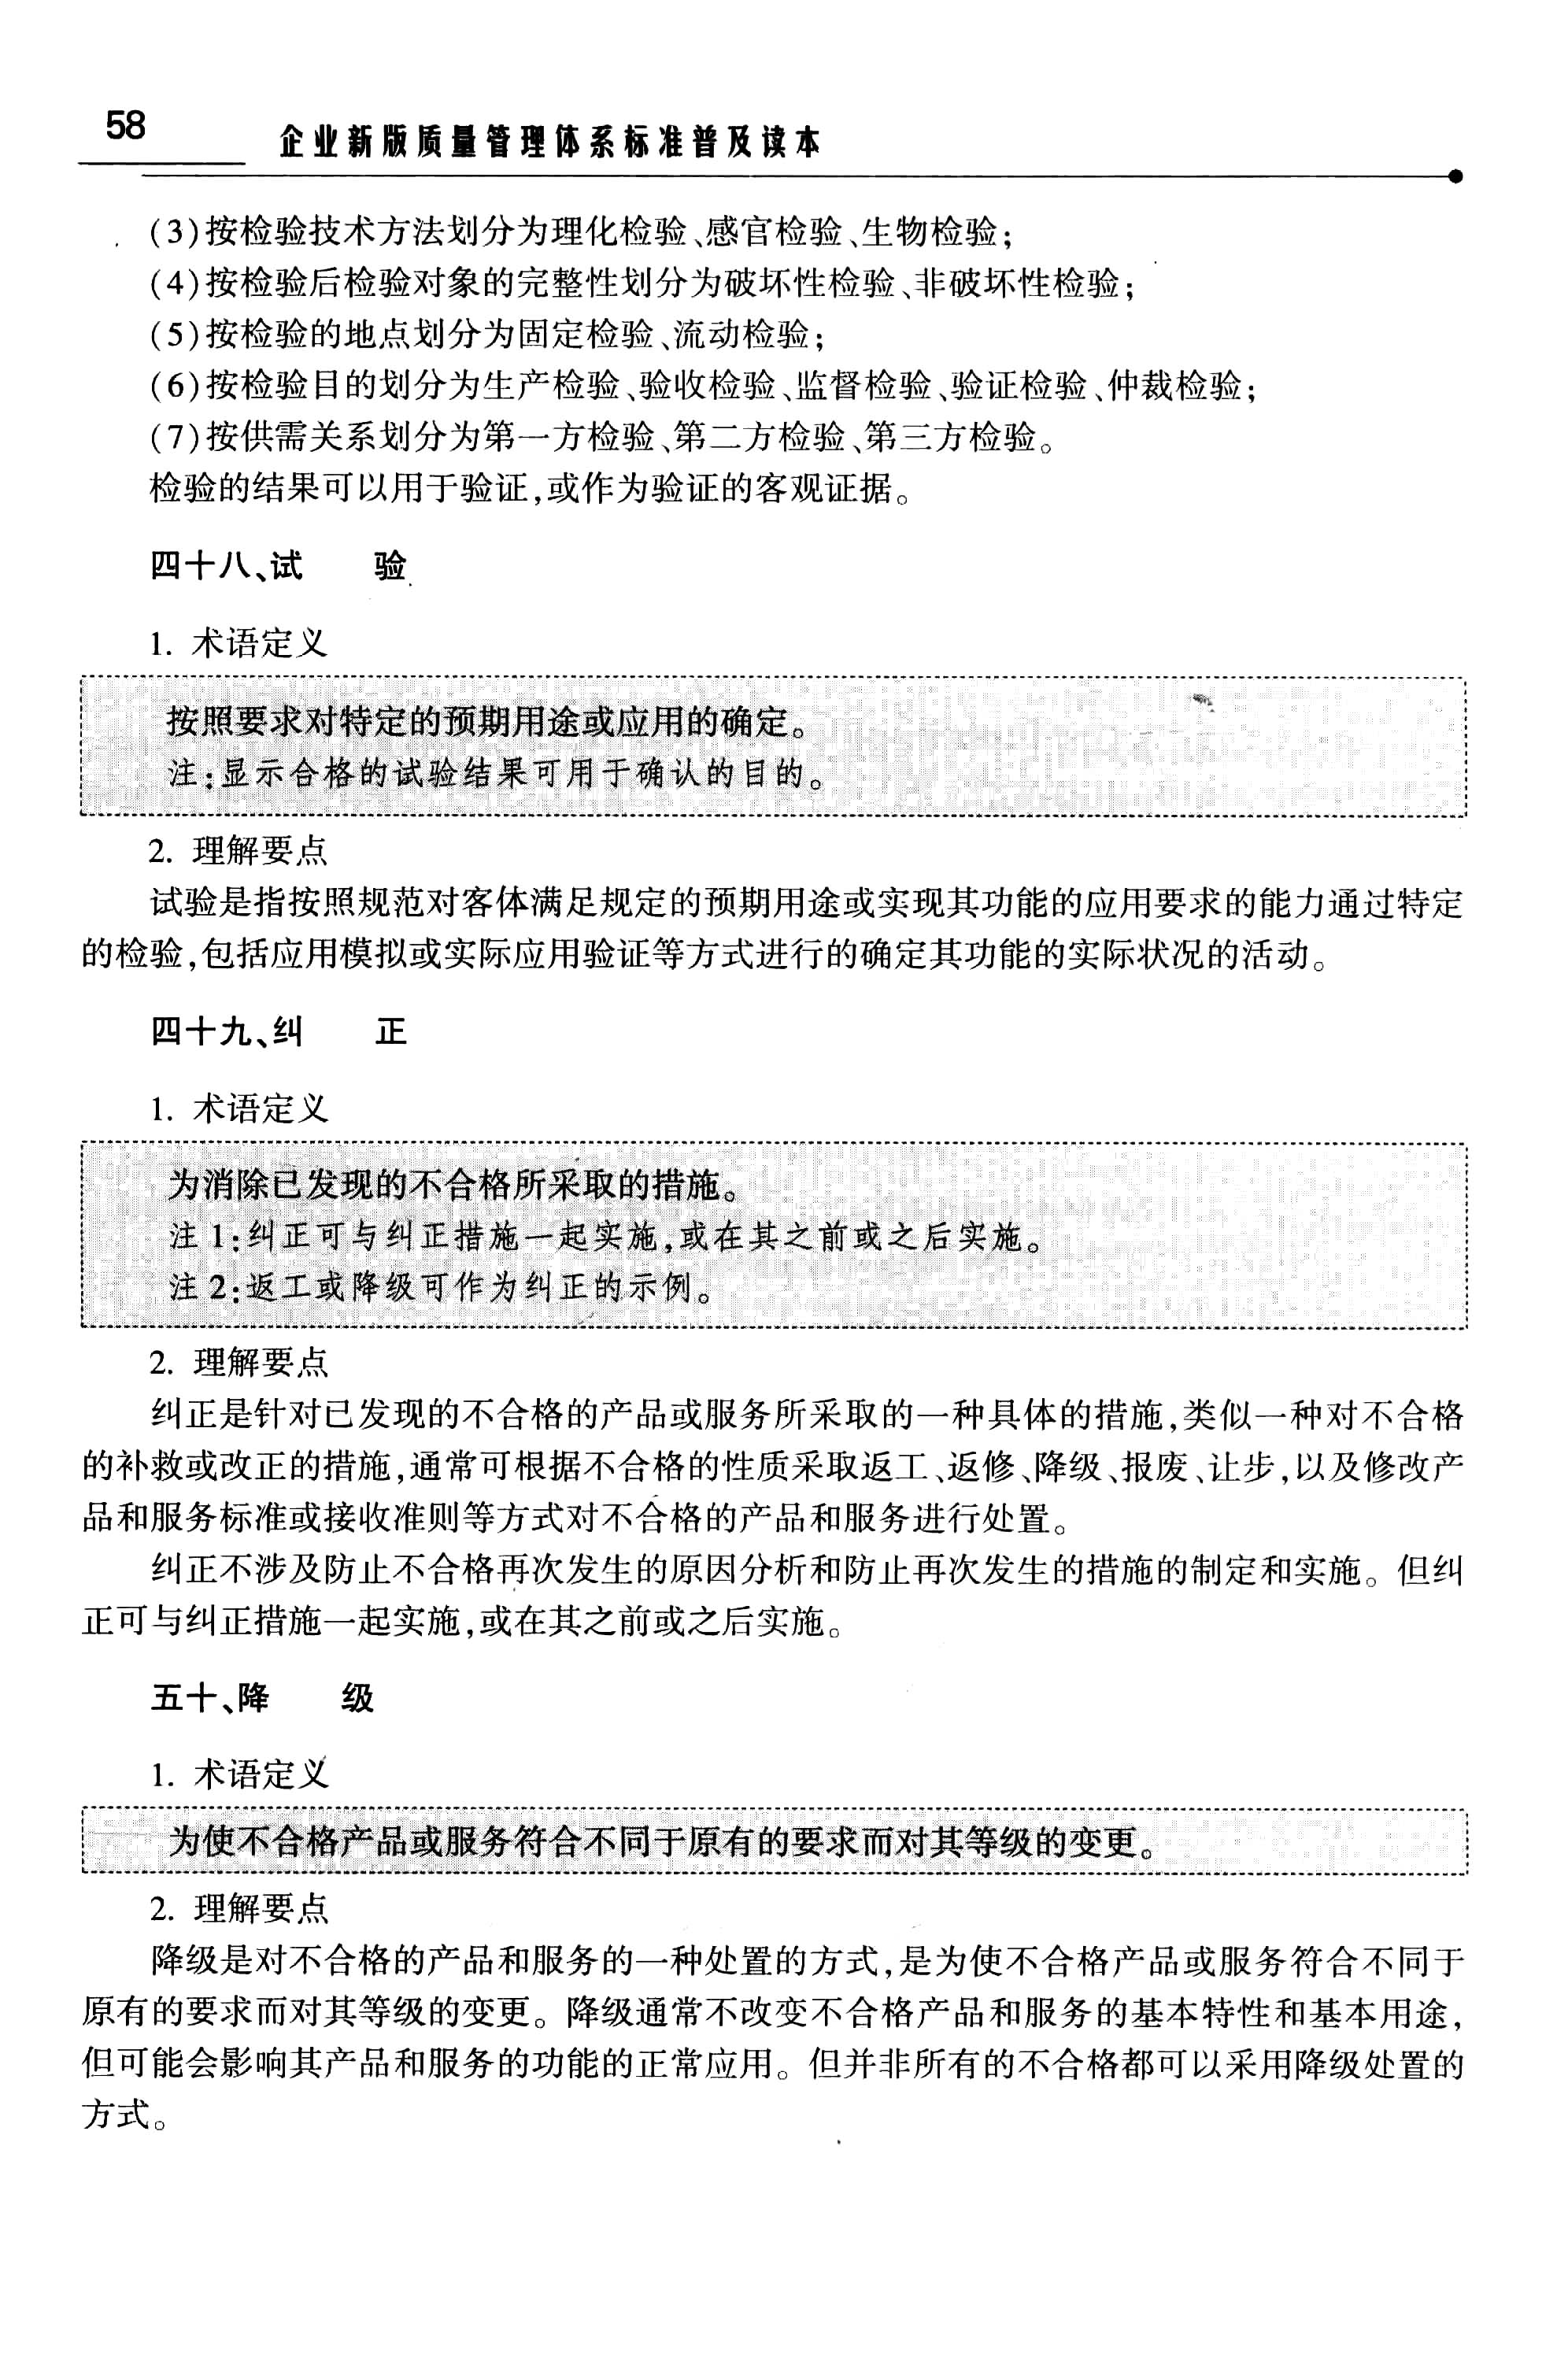 58
企业新版质量管理体系标准普及读本
(3)按检验技术方法划分为理化检验、感官检验、生物检验;
(4)按检验后检验对象的完整性划分为破坏性检验、非破坏性检验;
(5)按检验的地点划分为固定检验、流动检验;
(6)按检验目的划分为生产检验、验收检验、监督检验、验证检验、仲裁检验;
(7)按供需关系划分为第一方检验、第二方检验、第三方检验。
检验的结果可以用于验证,或作为验证的客观证据。
四十八、试　　验
1. 术语定义
按照要求对特定的预期用途或应用的确定。
注:显示合格的试验结果可用于确认的目的。
2. 理解要点
试验是指按照规范对客体满足规定的预期用途或实现其功能的应用要求的能力通过特定
的检验,包括应用模拟或实际应用验证等方式进行的确定其功能的实际状况的活动。
四十九、纠　　正
1. 术语定义
为消除已发现的不合格所采取的措施。
注 1:纠正可与纠正措施一起实施,或在其之前或之后实施。
注 2:返工或降级可作为纠正的示例。
2. 理解要点
纠正是针对已发现的不合格的产品或服务所采取的一种具体的措施,类似一种对不合格
的补救或改正的措施,通常可根据不合格的性质采取返工、返修、降级、报废、让步,以及修改产
品和服务标准或接收准则等方式对不合格的产品和服务进行处置。
纠正不涉及防止不合格再次发生的原因分析和防止再次发生的措施的制定和实施。但纠
正可与纠正措施一起实施,或在其之前或之后实施。
五十、降　　级
1. 术语定义
为使不合格产品或服务符合不同于原有的要求而对其等级的变更。
2. 理解要点
降级是对不合格的产品和服务的一种处置的方式,是为使不合格产品或服务符合不同于
原有的要求而对其等级的变更。降级通常不改变不合格产品和服务的基本特性和基本用途,
但可能会影响其产品和服务的功能的正常应用。但并非所有的不合格都可以采用降级处置的
方式。